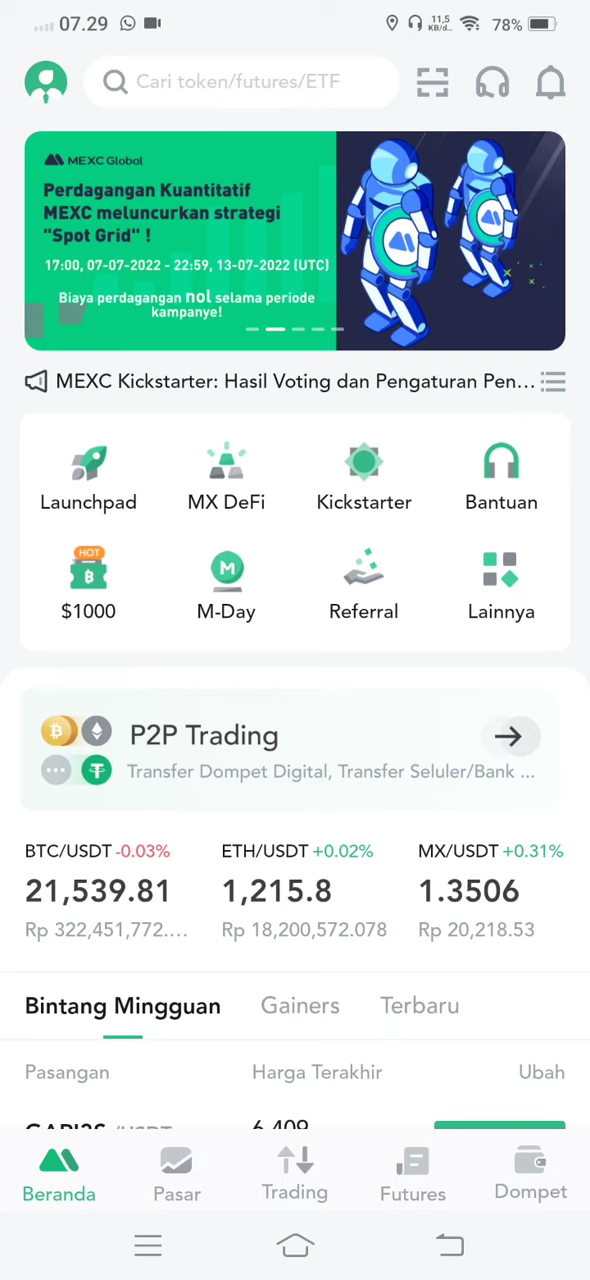 07.29
11,5
KB/d...
78%
Cari token/futures/ETF
MEXC Global
Perdagangan Kuantitatif
MEXC meluncurkan strategi
"Spot Grid" !
17:00, 07-07-2022 - 22:59, 13-07-2022 (UTC)
Biaya perdagangan nol selama periode
kampanye!
MEXC Kickstarter: Hasil Voting dan Pengaturan Pen...
Launchpad
MX DeFi
Kickstarter
Bantuan
HOT
M
$1000
M-Day
Referral
Lainnya
P2P Trading
Transfer Dompet Digital, Transfer Seluler/Bank ...
BTC/USDT -0.03%
ETH/USDT +0.02%
MX/USDT +0.31%
21,539.81
1,215.8
1.3506
Rp 322,451,772....
Rp 18,200,572.078
Rp 20,218.53
Bintang Mingguan
Gainers
Terbaru
Pasangan
Harga Terakhir
Ubah
/USDT
6.409
Beranda
Pasar
Trading
Futures
Dompet